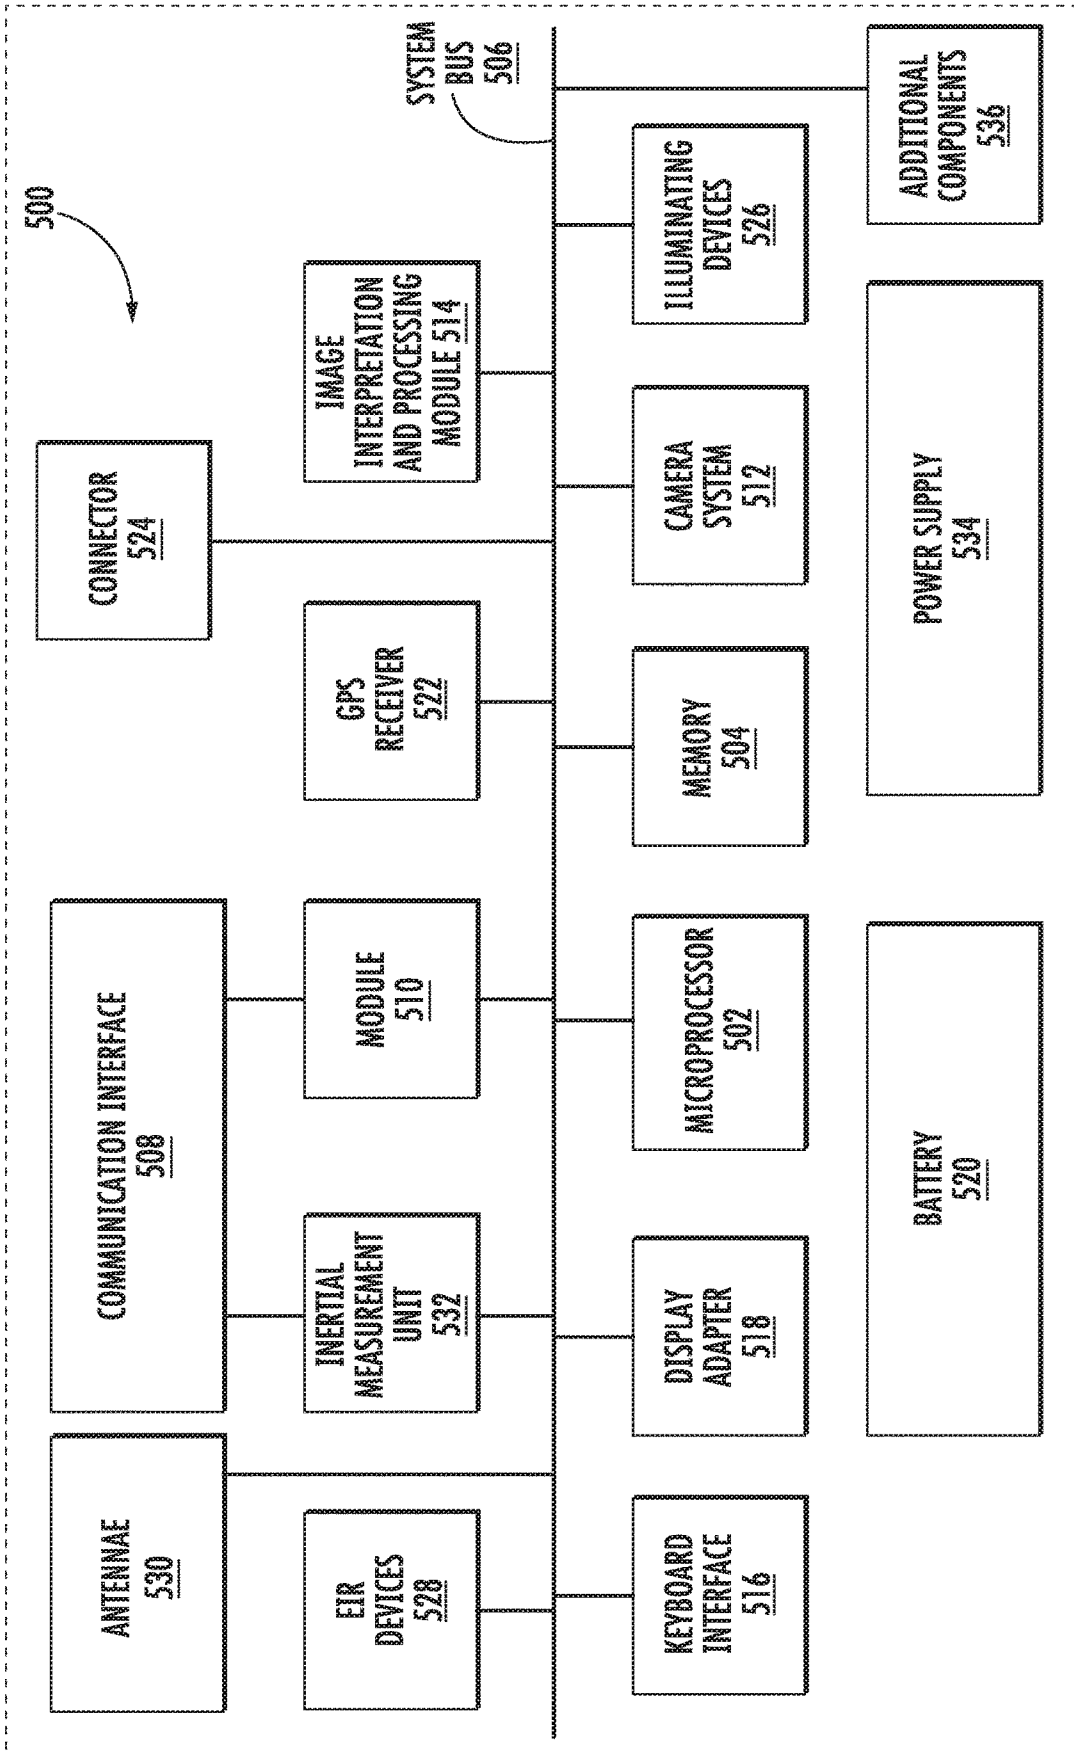 500
ANTENNAE
530
COMMUNICATION INTERFACE
508
CONNECTOR
524
EIR
DEVICES
528
INERTIAL
MEASUREMENT
UNIT
532
MODULE
510
GPS
RECEIVER
522
IMAGE
INTERPRETATION
AND PROCESSING
MODULE 514
SYSTEM
BUS
506
KEYBOARD
INTERFACE
516
DISPLAY
ADAPTER
518
MICROPROCESSOR
502
MEMORY
504
CAMERA
SYSTEM
512
ILLUMINATING
DEVICES
526
BATTERY
520
POWER SUPPLY
534
ADDITIONAL
COMPONENTS
536